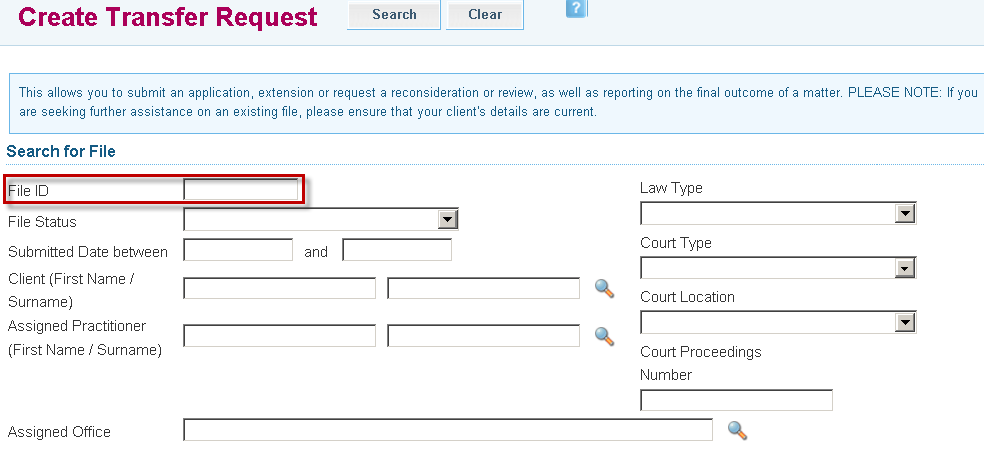 Create Transfer Request
Search
Clear
?
This allows you to submit an application, extension or request a reconsideration or review, as well as reporting on the final outcome of a matter. PLEASE NOTE: If you
are seeking further assistance on an existing file, please ensure that your client's details are current.
Search for File
File ID
File Status
Submitted Date between
and
Client (First Name /
Surname)
Assigned Practitioner
(First Name / Surname)
Assigned Office
Law Type
Court Type
Court Location
Court Proceedings
Number